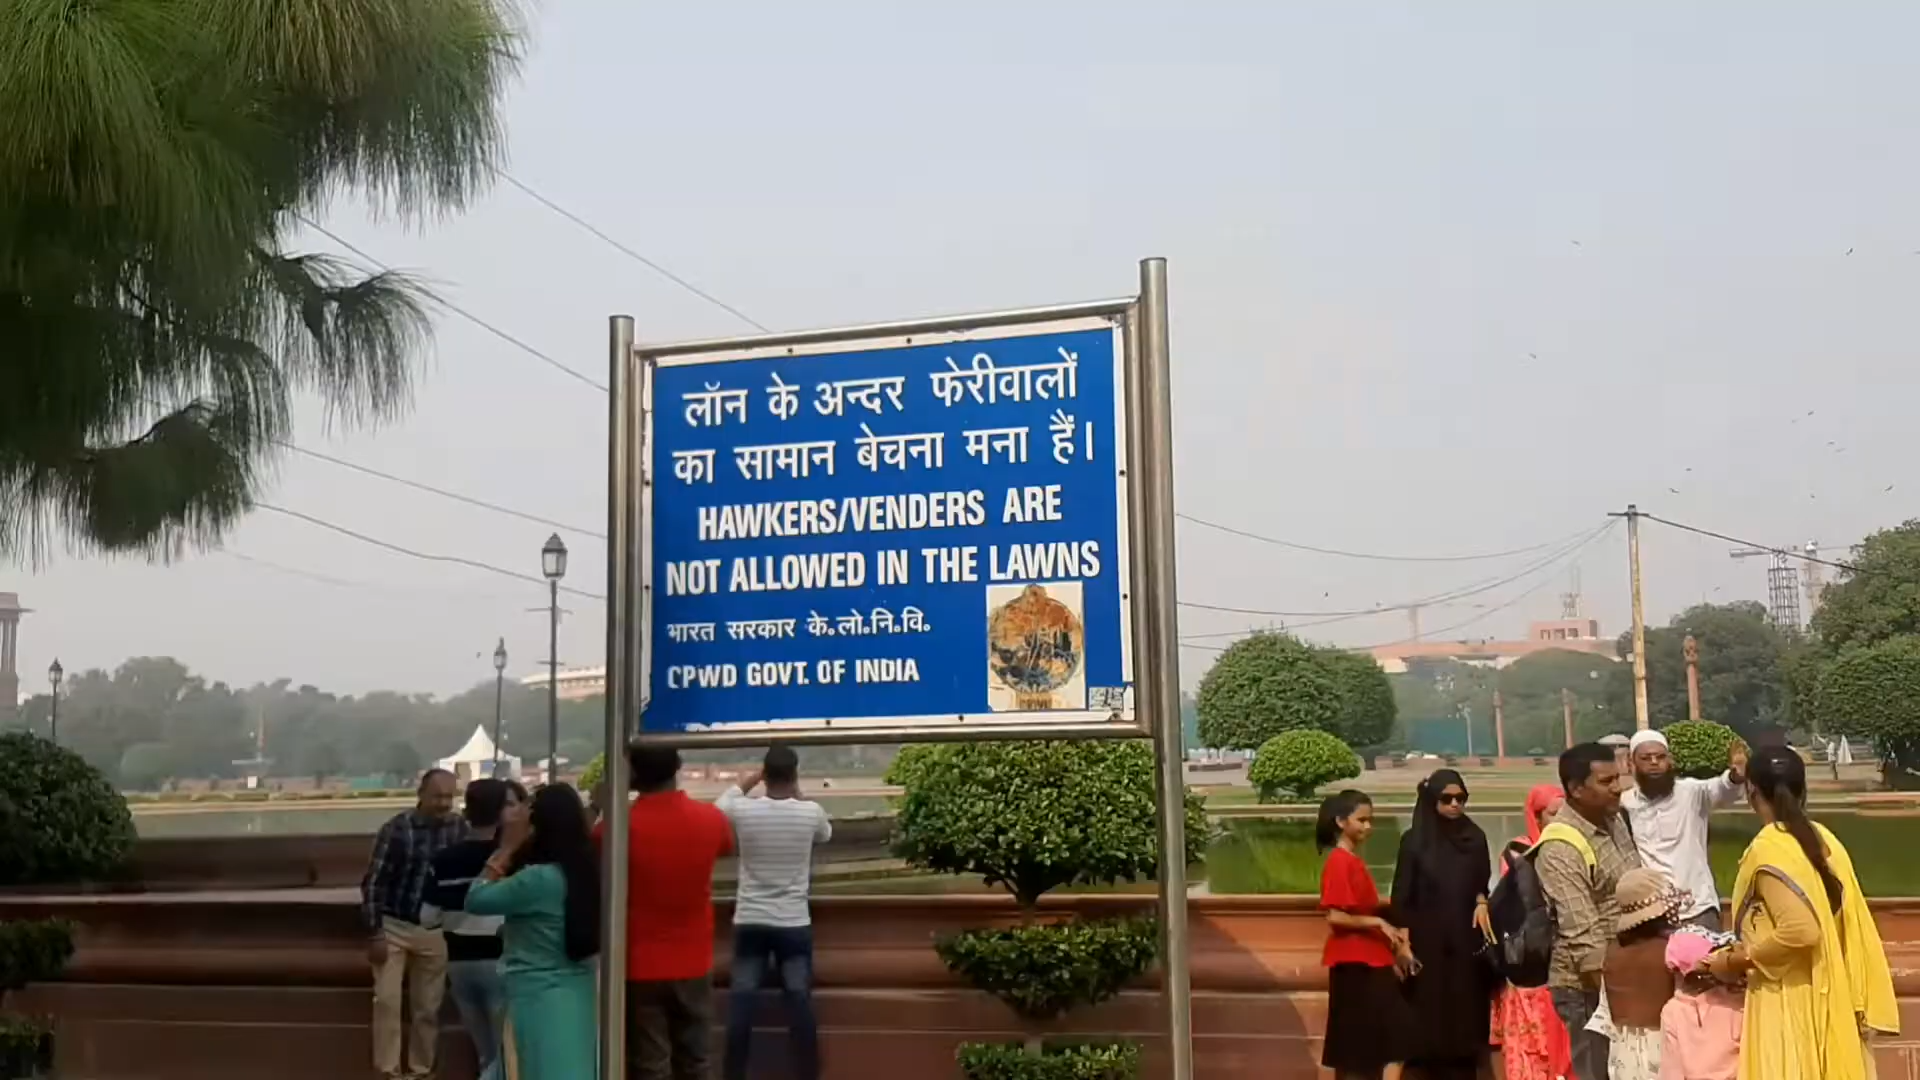 लॉन के अन्दर फेरीवालों
का सामान बेचना मना हैं।
HAWKERS/VENDERS ARE
NOT ALLOWED IN THE LAWNS
भारत सरकार के.लो.नि.वि.
CPWD GOVT. OF INDIA